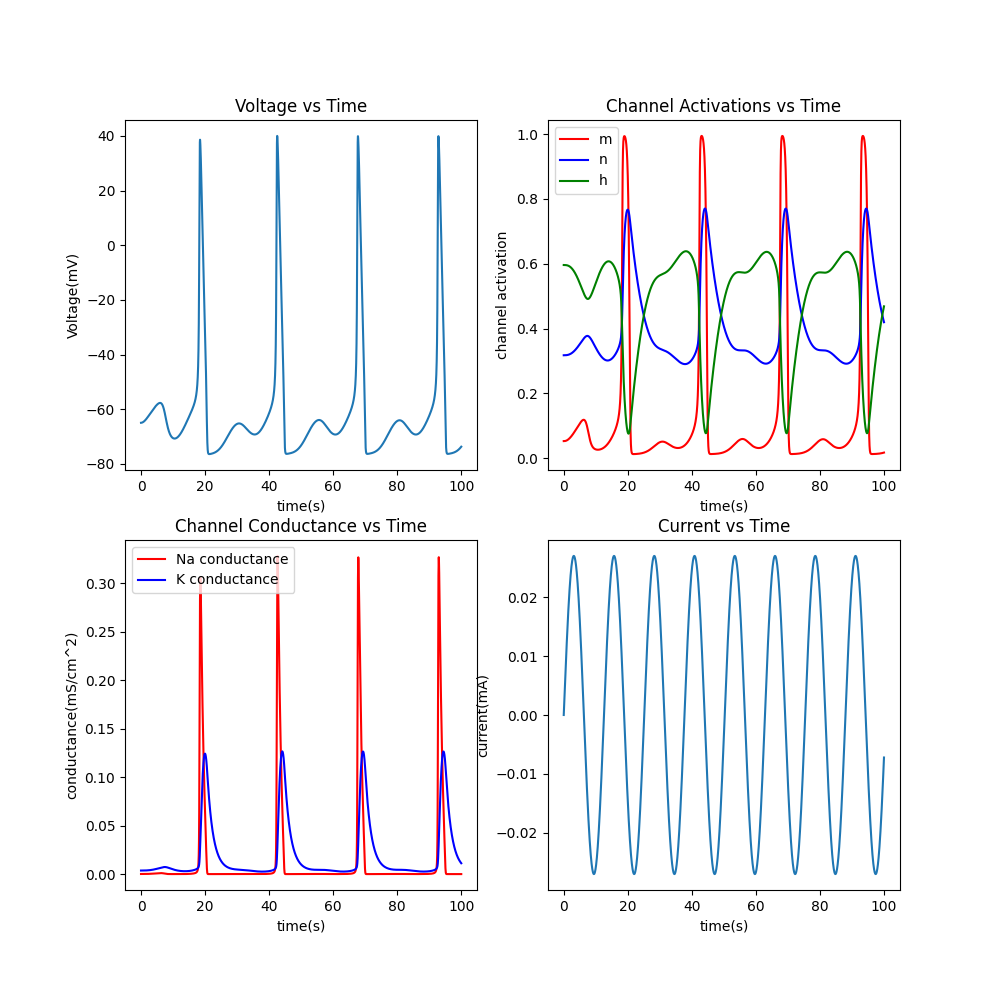 Voltage vs Time
Voltage(mV)
40
20
0
−20
−40
−60
−80
0 20 40 60 80 100
time(s)
Channel Activations vs Time
channel activation
m
n
h
1.0
0.8
0.6
0.4
0.2
0.0
0 20 40 60 80 100
time(s)
Channel Conductance vs Time
conductance(mS/cm^2)
Na conductance
K conductance
0.30
0.25
0.20
0.15
0.10
0.05
0.00
0 20 40 60 80 100
time(s)
Current vs Time
current(mA)
0.02
0.01
0.00
−0.01
−0.02
0 20 40 60 80 100
time(s)